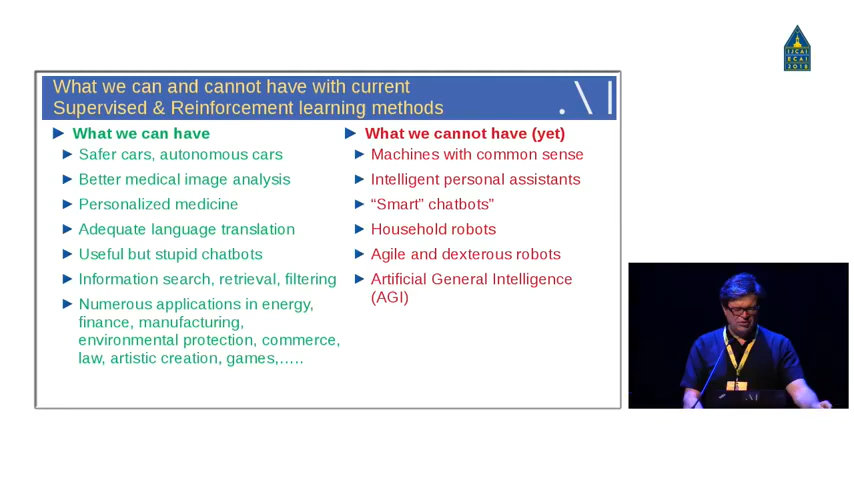 IJCAI
ECAI
2018
What we can and cannot have with current
Supervised & Reinforcement learning methods
.\|
What we can have
Safer cars, autonomous cars
Better medical image analysis
Personalized medicine
Adequate language translation
Useful but stupid chatbots
Information search, retrieval, filtering
Numerous applications in energy,
finance, manufacturing,
environmental protection, commerce,
law, artistic creation, games,.....
What we cannot have (yet)
Machines with common sense
Intelligent personal assistants
“Smart” chatbots”
Household robots
Agile and dexterous robots
Artificial General Intelligence
(AGI)